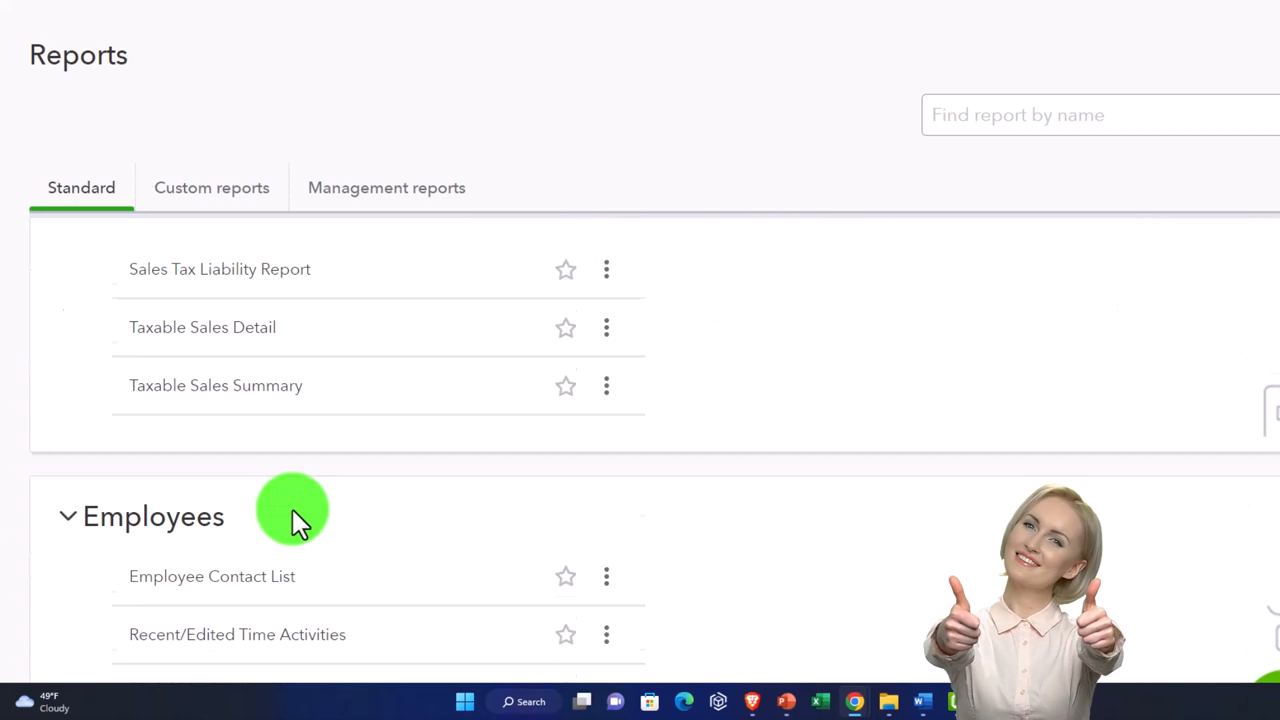 Reports
Find report by name
Standard Custom reports Management reports
Sales Tax Liability Report
Taxable Sales Detail
Taxable Sales Summary
Employees
Employee Contact List
Recent/Edited Time Activities
49°F
Cloudy
Search